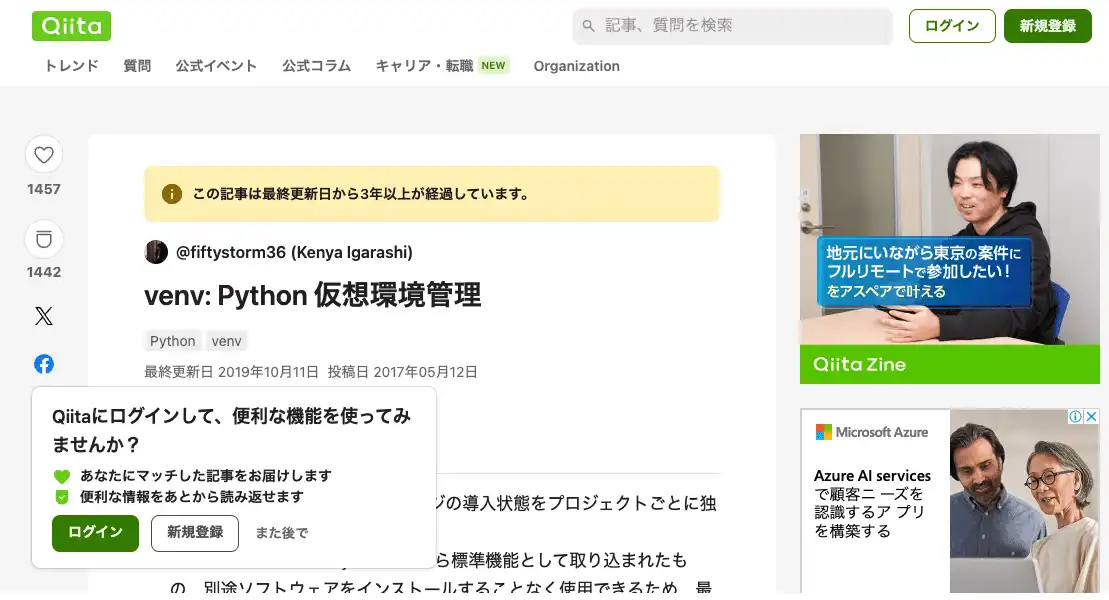 Qiita
記事、質問を検索
ログイン
新規登録
トレンド
質問
公式イベント
公式コラム
キャリア・転職 NEW
Organization
1457
1442
この記事は最終更新日から3年以上が経過しています。
@fiftystorm36 (Kenya Igarashi)
venv: Python 仮想環境管理
Python
venv
最終更新日 2019年10月11日 投稿日 2017年05月12日
ジの導入状態をプロジェクトごとに独
ら標準機能として取り込まれたも
の、別途ソフトウェアをインストールすることなく使用できるため、最
Qiitaにログインして、便利な機能を使ってみ
ませんか？
あなたにマッチした記事をお届けします
便利な情報をあとから読み返せます
ログイン
新規登録
また後で
地元にいながら東京の案件に
フルリモートで参加したい！
をアスペアで叶える
Qiita Zine
Microsoft Azure
Azure AI services
で顧客ニ ーズを
認識するア プリ
を構築する